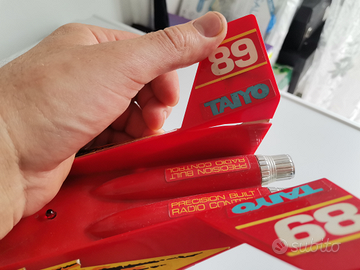 89
TAIYO
PRECISION BUILT
RADIO CONTROL
PRECISION BUILT
RADIO CONTROL
TAIYO
89
subito